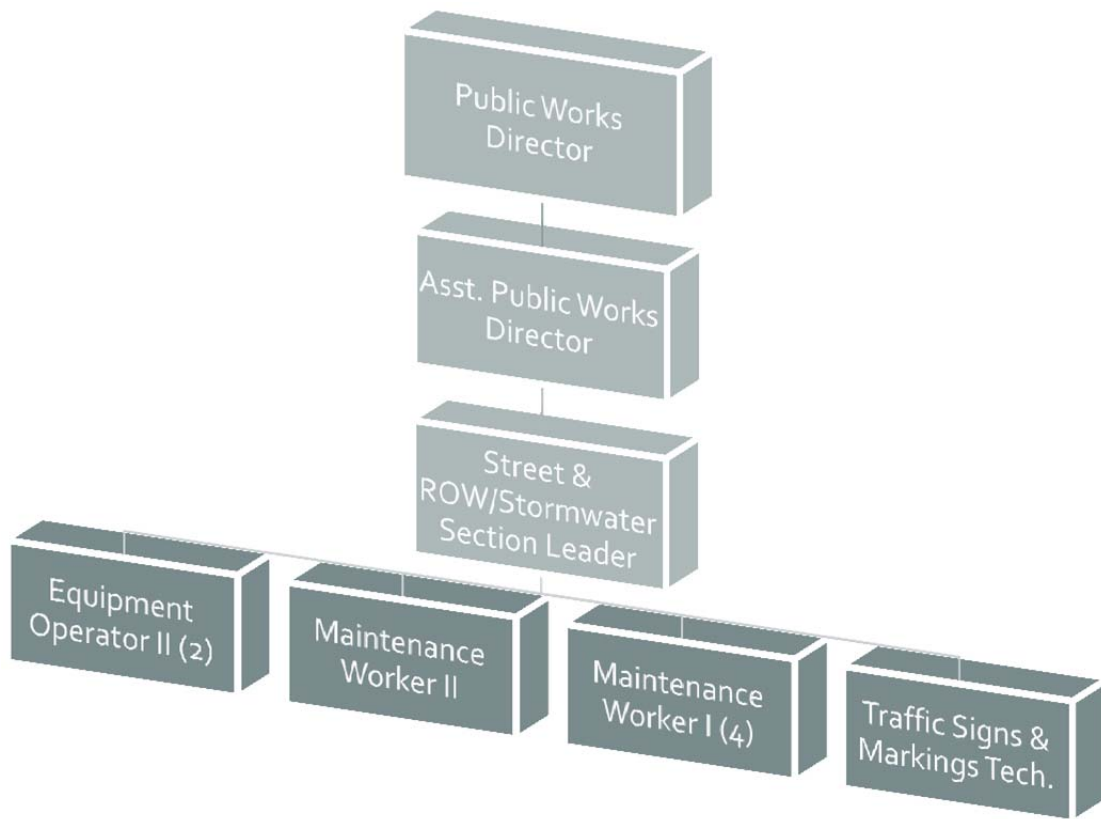 Public Works
Director
Asst. Public Works
Director
Street &
ROW/Stormwater
Section Leader
Equipment
Operator II (2)
Maintenance
Worker II
Maintenance
Worker I (4)
Traffic Signs &
Markings Tech.